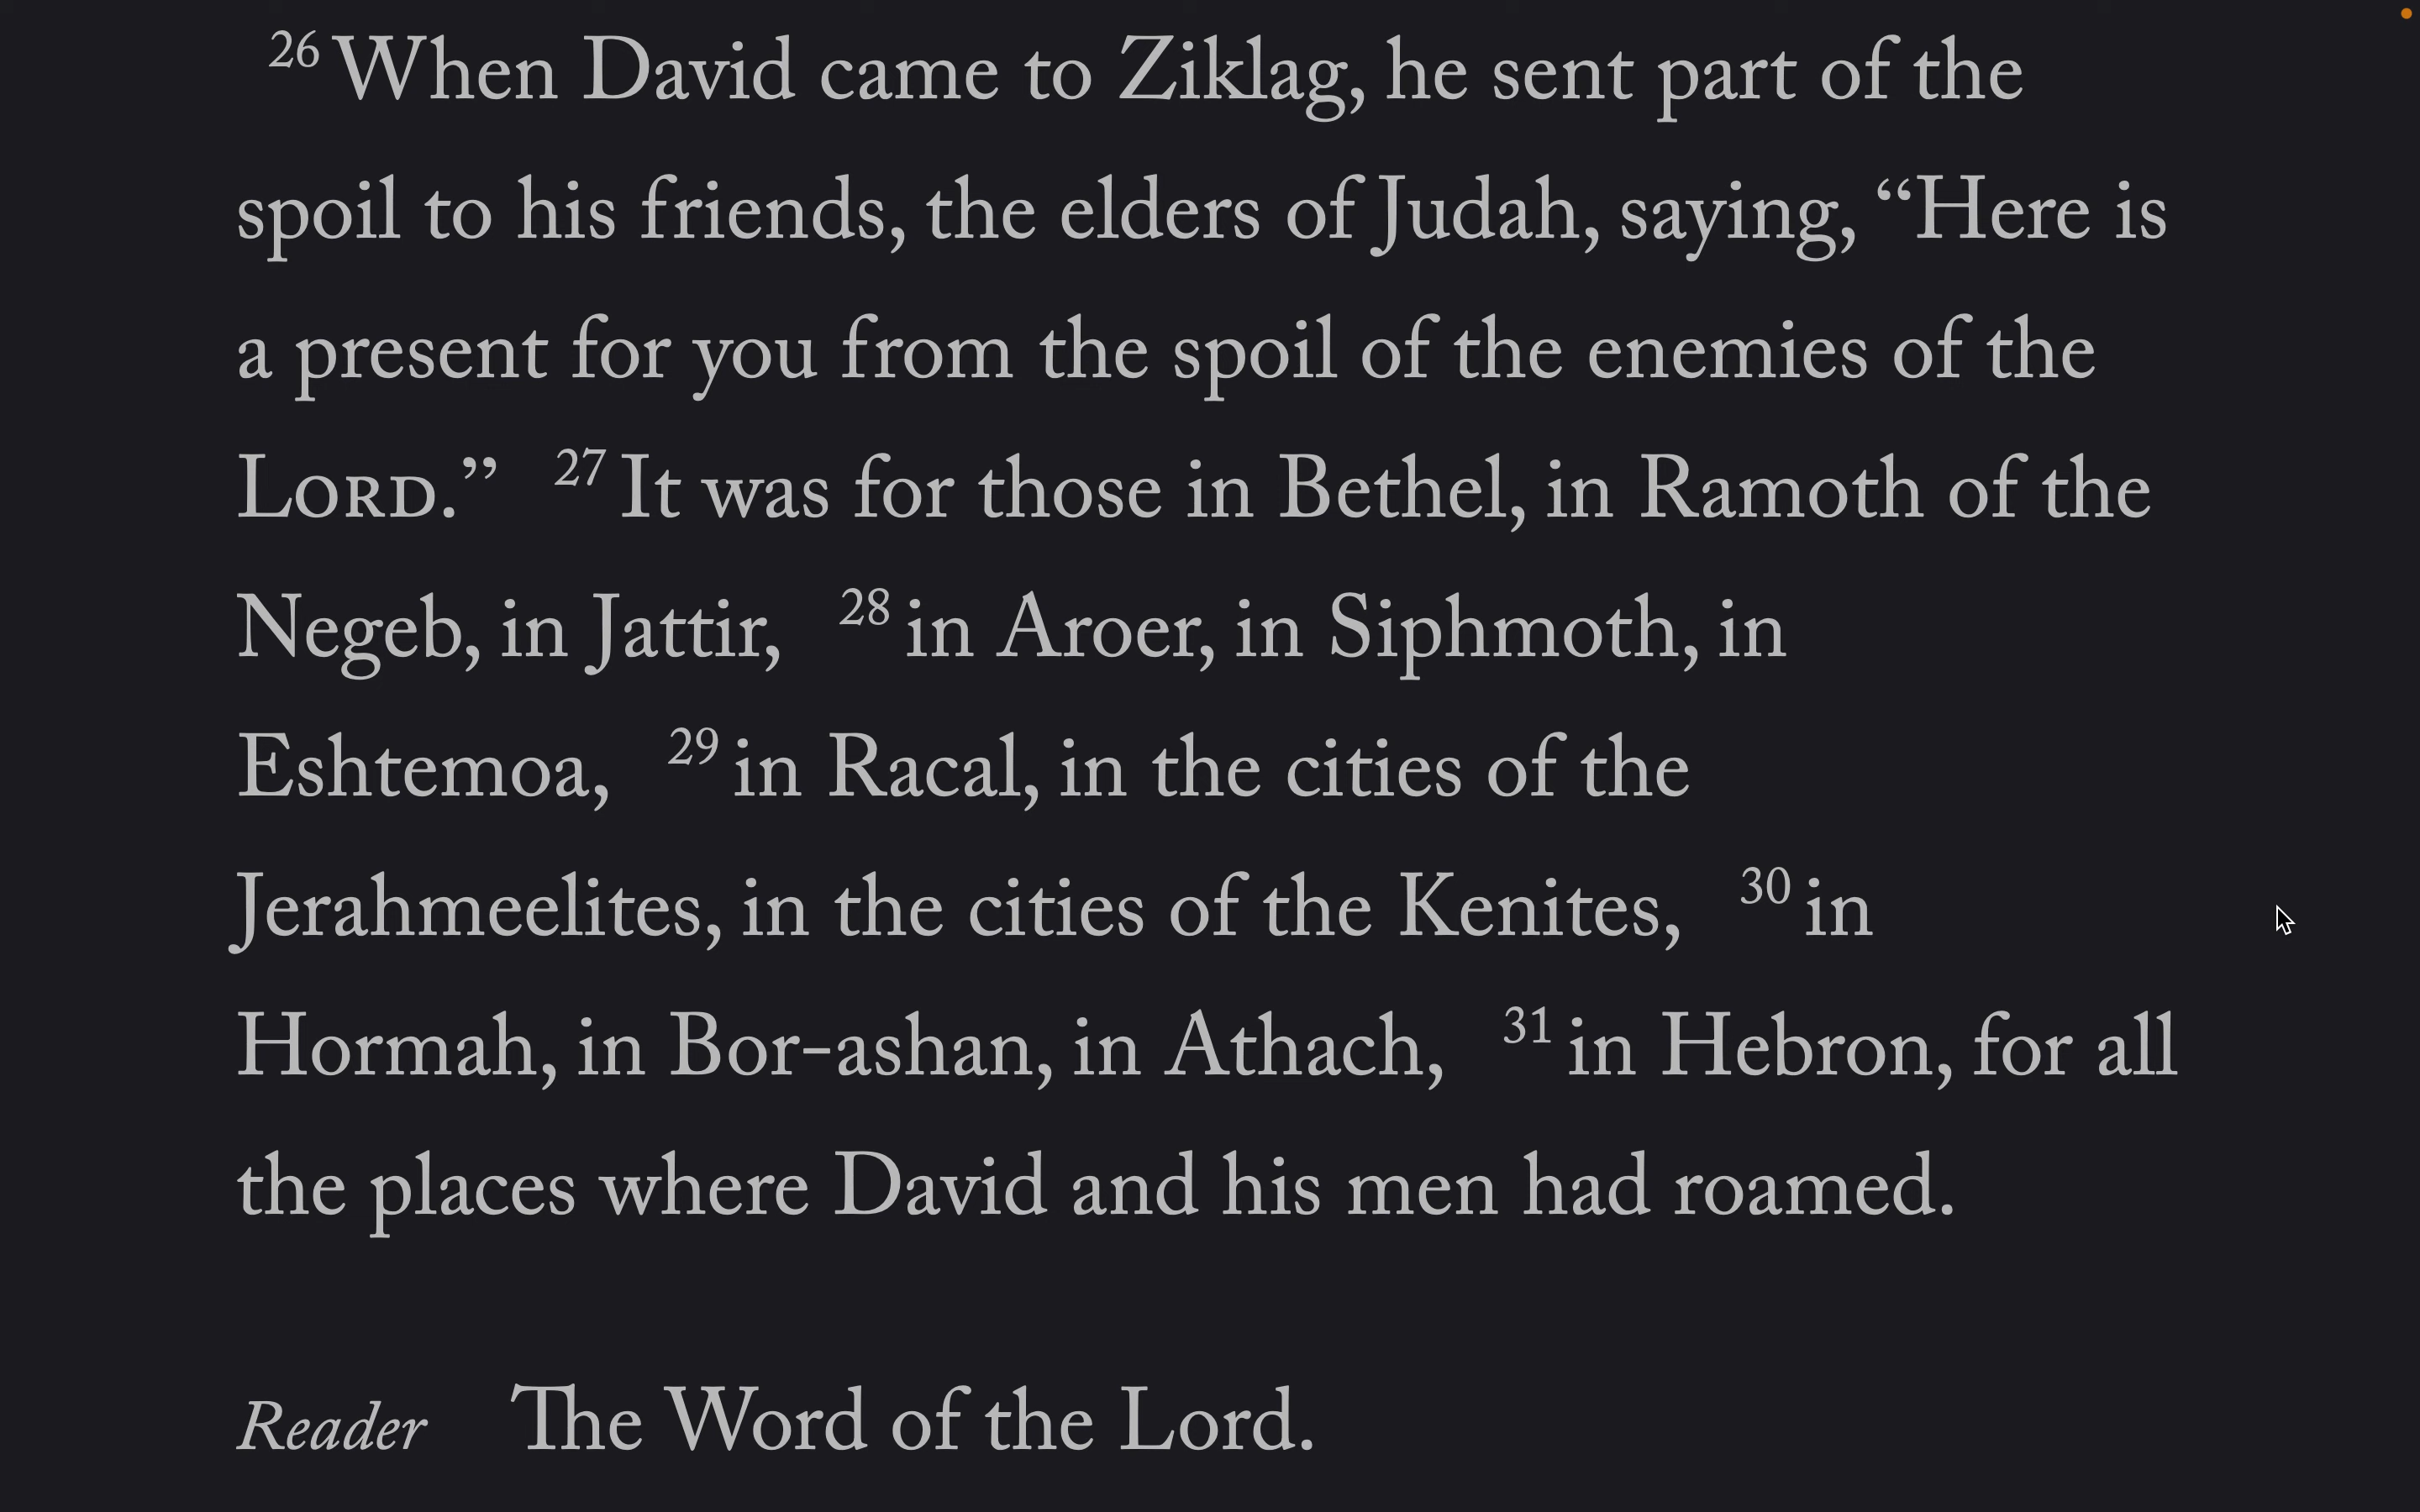 26 When David came to Ziklag, he sent part of the
spoil to his friends, the elders of Judah, saying, “Here is
a present for you from the spoil of the enemies of the
LORD.” 27 It was for those in Bethel, in Ramoth of the
Negeb, in Jattir, 28 in Aroer, in Siphmoth, in
Eshtemoa, 29 in Racal, in the cities of the
Jerahmeelites, in the cities of the Kenites, 30 in
Hormah, in Bor-ashan, in Athach, 31 in Hebron, for all
the places where David and his men had roamed.
Reader The Word of the Lord.